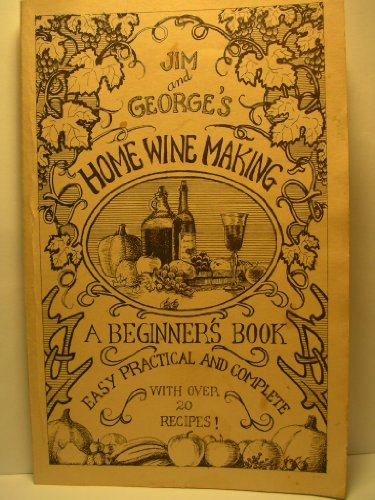 JIM
and
GEORGE'S
HOME WINE MAKING
A BEGINNER'S BOOK
EASY PRACTICAL AND COMPLETE
WITH OVER
20
RECIPES!